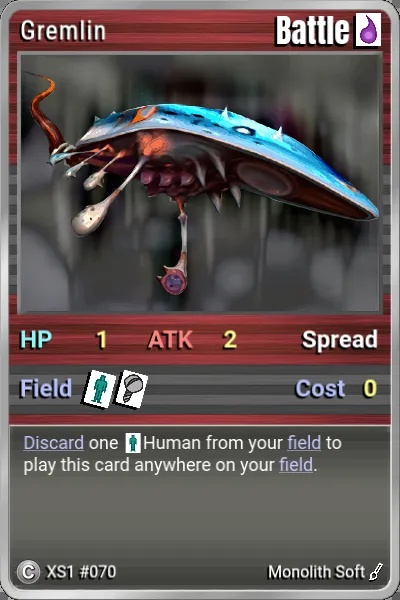 Gremlin Battle
HP 1 ATK 2 Spread
Field Cost 0
Discard one Human from your field to
play this card anywhere on your field.
C XS1 #070 Monolith Soft